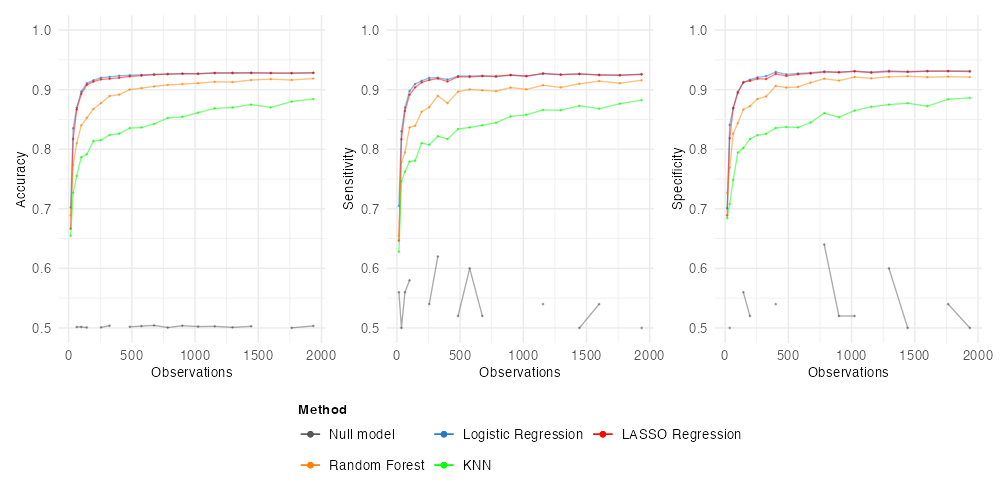 1.0
0.9
0.8
0.7
0.6
0.5
Accuracy
0
500
1000
1500
2000
Observations
1.0
0.9
0.8
0.7
0.6
0.5
Sensitivity
0
500
1000
1500
2000
Observations
1.0
0.9
0.8
0.7
0.6
0.5
Specificity
0
500
1000
1500
2000
Observations
Method
Null model
Logistic Regression
LASSO Regression
Random Forest
KNN